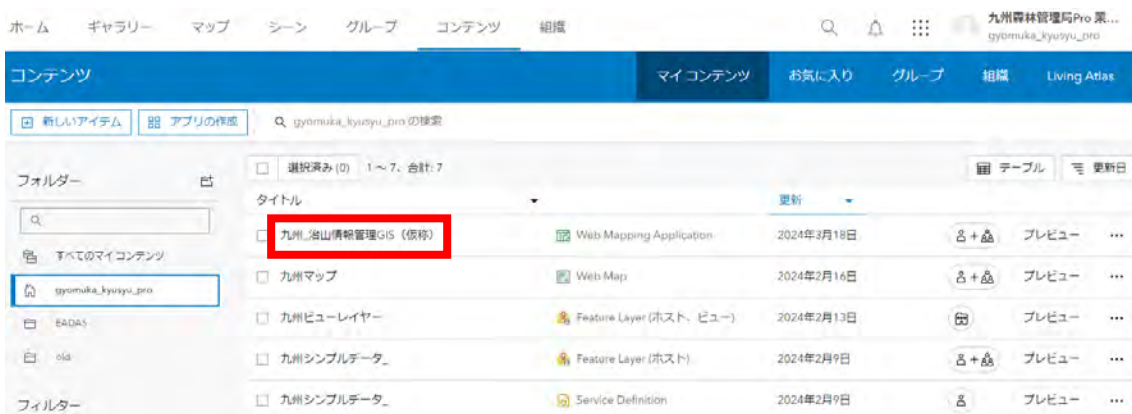 ホーム ギャラリー マップ シーン グループ コンテンツ 組織 九州森林管理局Pro 業...
gyomuka_kyusyu_pro
コンテンツ マイ コンテンツ お気に入り グループ 組織 Living Atlas
新しいアイテム アプリの作成 gyomuka_kyusyu_pro の検索
フォルダー 選択済み (0) 1～7、合計: 7 テーブル 更新日
タイトル 更新
九州_治山情報管理GIS（仮称） Web Mapping Application 2024年3月18日 プレビュー ...
すべてのマイコンテンツ
九州マップ Web Map 2024年2月16日 プレビュー ...
gyomuka_kyusyu_pro
九州ビューレイヤー Feature Layer (ホスト、ビュー) 2024年2月13日 プレビュー ...
EADAS
九州シンプルデータ_ Feature Layer (ホスト) 2024年2月9日 プレビュー ...
old
九州シンプルデータ_ Service Definition 2024年2月9日 プレビュー ...
フィルター